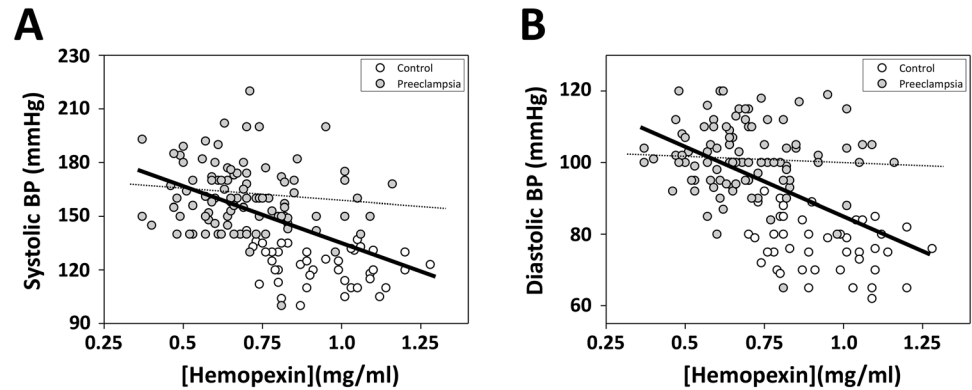 A
Systolic BP (mmHg)
230
210
180
150
120
90
0.25
0.50
0.75
1.0
1.25
[Hemopexin](mg/ml)
Control
Preeclampsia
B
Diastolic BP (mmHg)
120
100
80
60
0.25
0.50
0.75
1.0
1.25
[Hemopexin](mg/ml)
Control
Preeclampsia